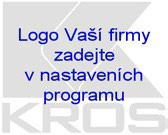 Logo Vaší firmy
zadejte
v nastaveních
programu
KROS